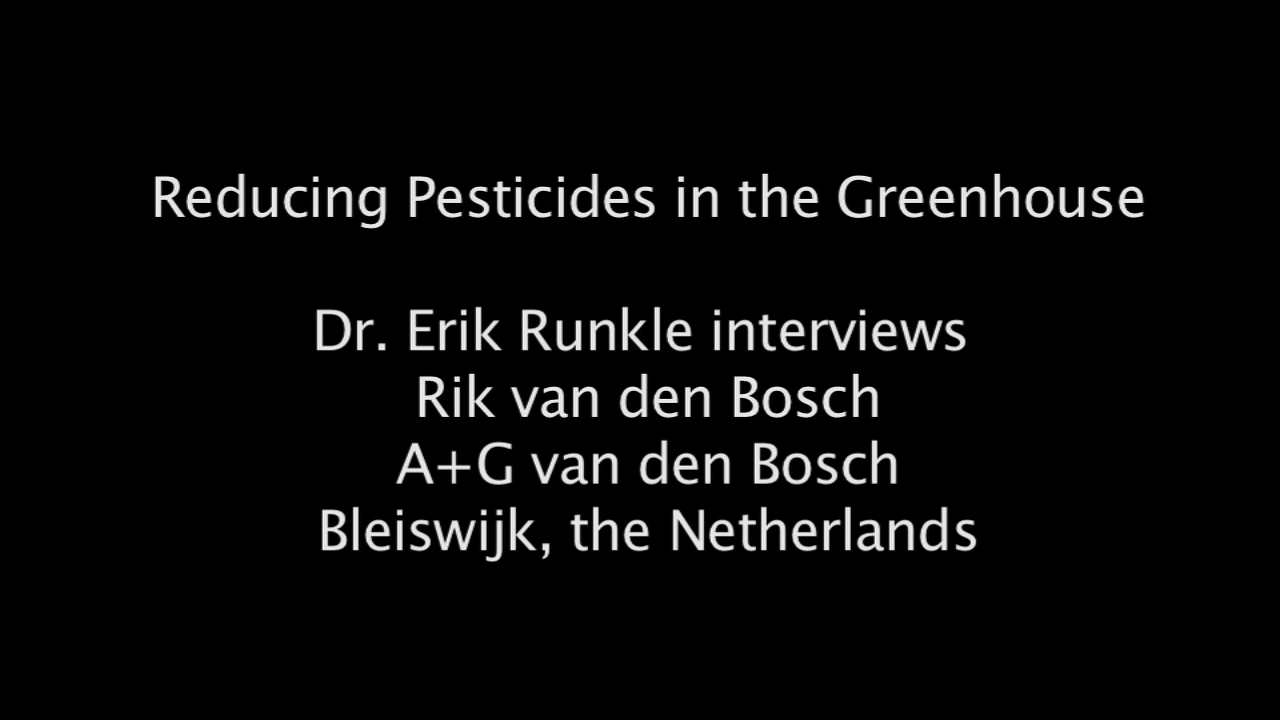 Reducing Pesticides in the Greenhouse
Dr. Erik Runkle interviews
Rik van den Bosch
A+G van den Bosch
Bleiswijk, the Netherlands